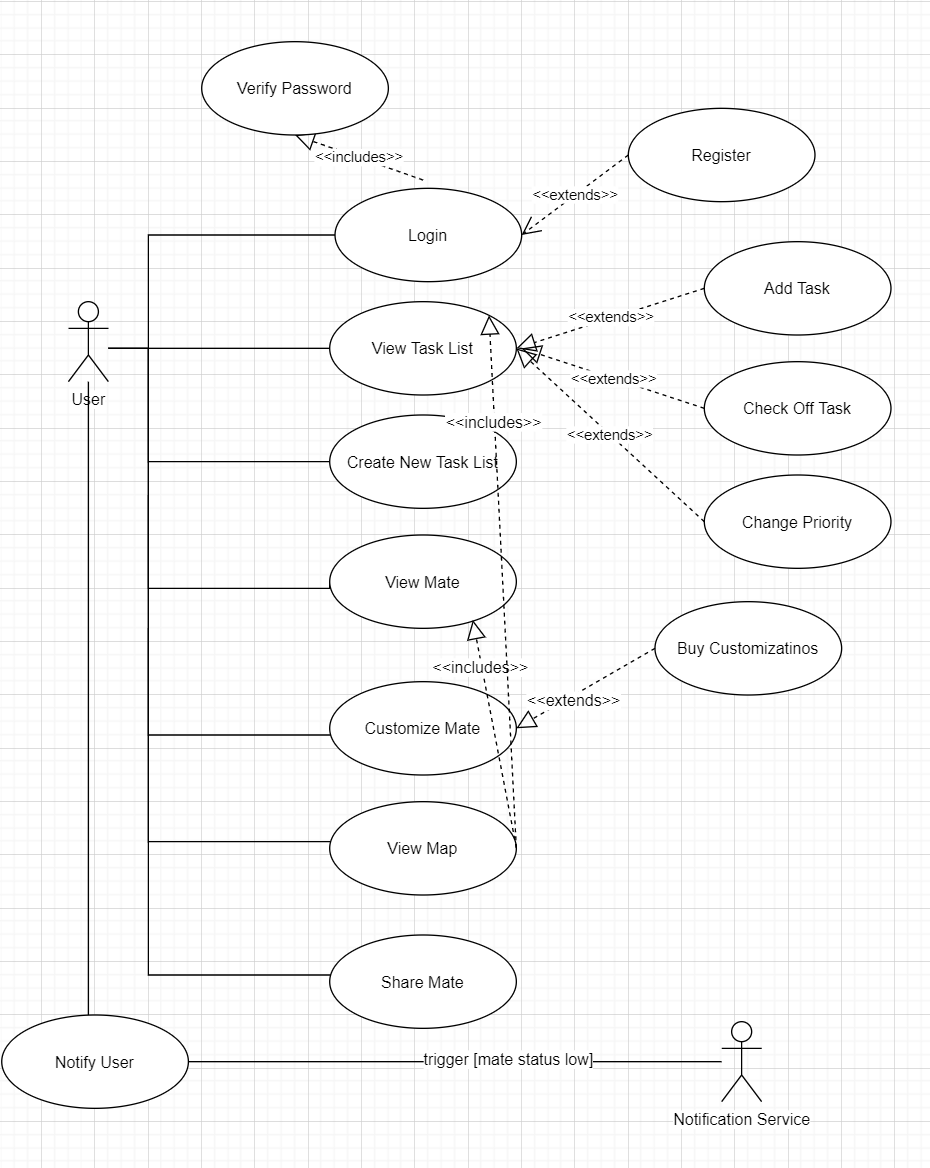 Verify Password
<<includes>>
Register
<<extends>>
Login
Add Task
<<extends>>
View Task List
<<extends>>
Check Off Task
User
<<includes>>
<<extends>>
Create New Task List
Change Priority
View Mate
Buy Customizatinos
<<includes>>
<<extends>>
Customize Mate
View Map
Share Mate
Notify User
trigger [mate status low]
Notification Service